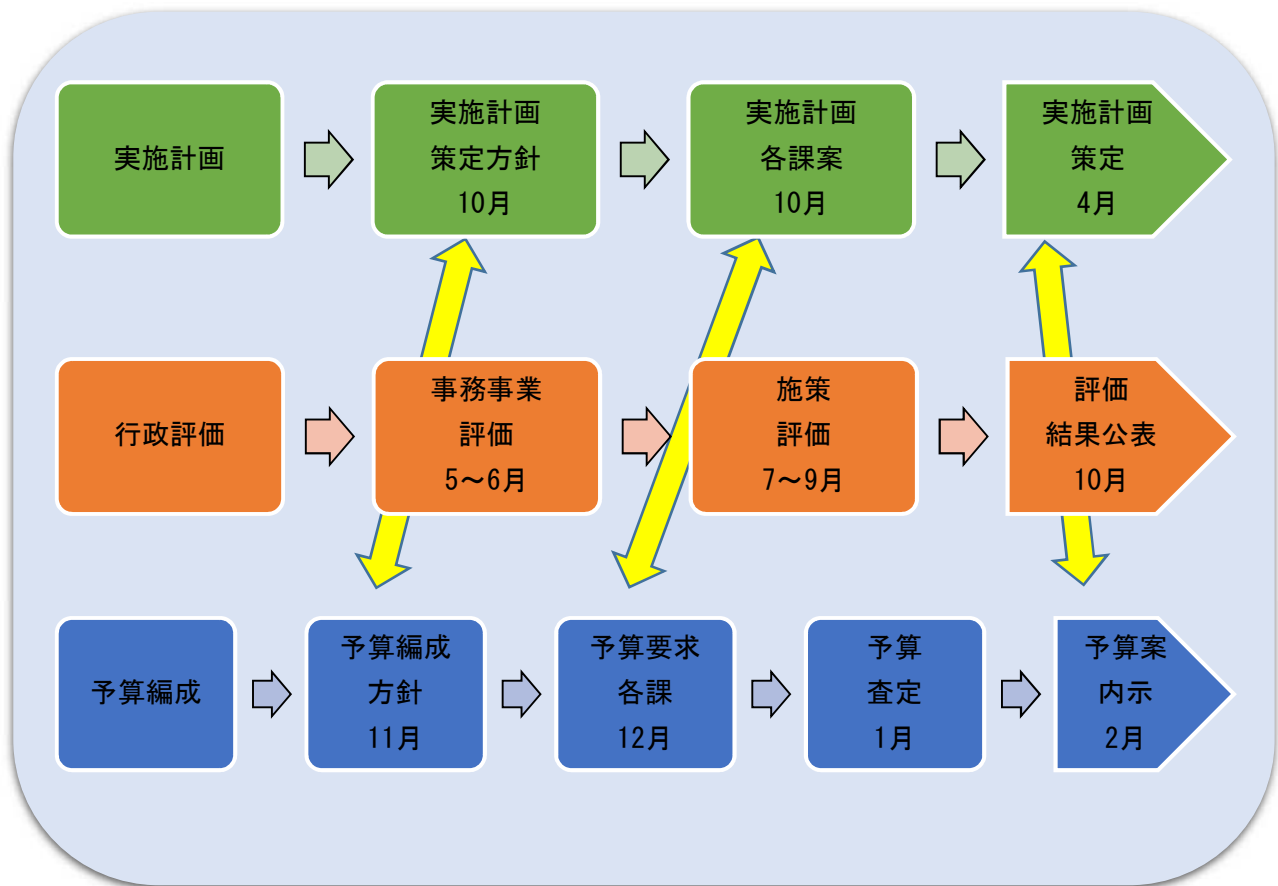 実施計画
実施計画
策定方針
10月
実施計画
各課案
10月
実施計画
策定
4月
行政評価
事務事業
評価
5～6月
施策
評価
7～9月
評価
結果公表
10月
予算編成
予算編成
方針
11月
予算要求
各課
12月
予算
査定
1月
予算案
内示
2月